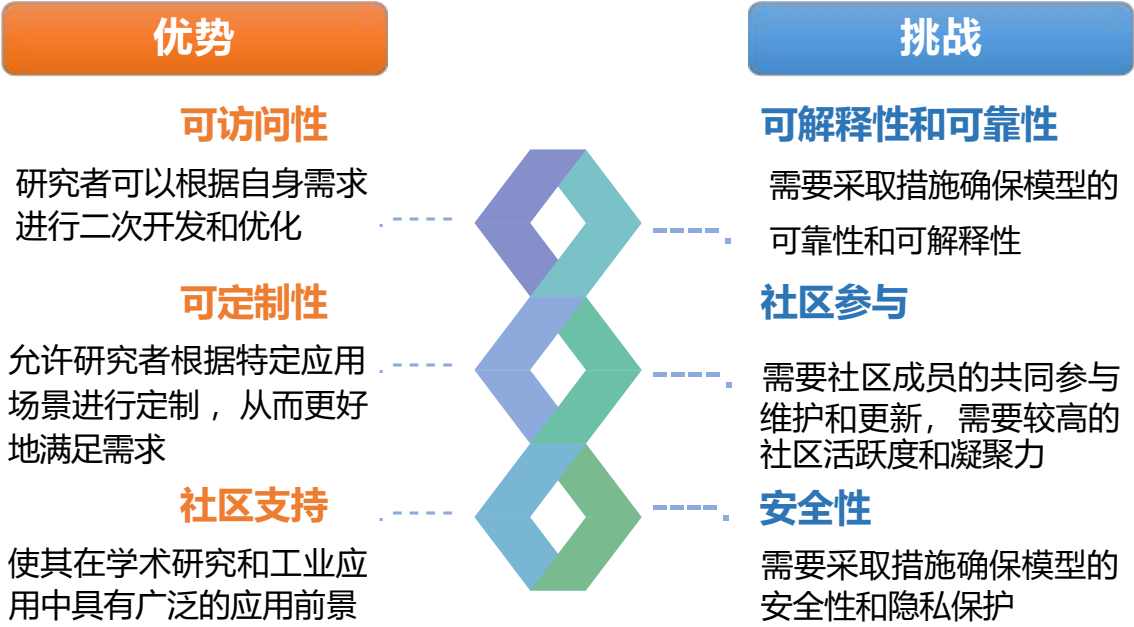 优势
可访问性
研究者可以根据自身需求
进行二次开发和优化
可定制性
允许研究者根据特定应用
场景进行定制，从而更好
地满足需求
社区支持
使其在学术研究和工业应
用中具有广泛的应用前景
挑战
可解释性和可靠性
需要采取措施确保模型的
可靠性和可解释性
社区参与
需要社区成员的共同参与
维护和更新，需要较高的
社区活跃度和凝聚力
安全性
需要采取措施确保模型的
安全性和隐私保护